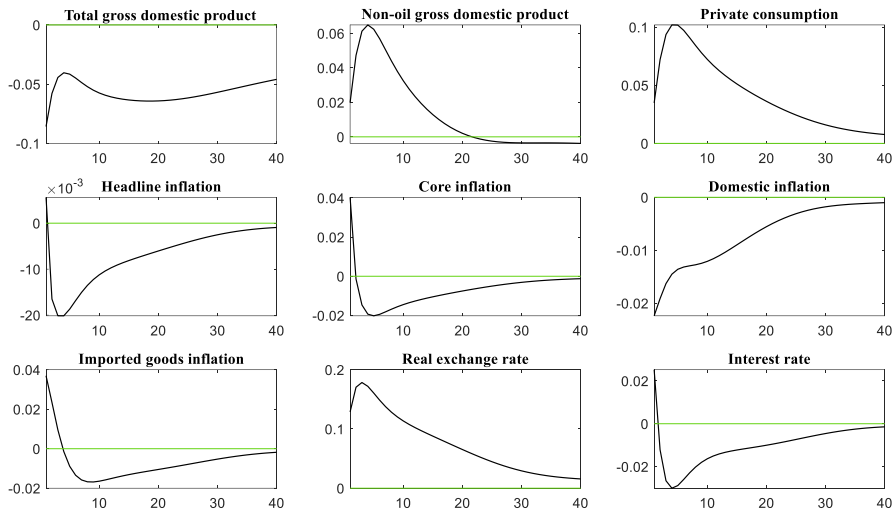 Total gross domestic product
0
-0.05
-0.1
10 20 30 40
Non-oil gross domestic product
0.06
0.04
0.02
0
10 20 30 40
Private consumption
0.1
0.05
0
10 20 30 40
×10⁻³ Headline inflation
0
-10
-20
10 20 30 40
Core inflation
0.04
0.02
0
-0.02
10 20 30 40
Domestic inflation
0
-0.01
-0.02
10 20 30 40
Imported goods inflation
0.04
0.02
0
-0.02
10 20 30 40
Real exchange rate
0.2
0.1
0
10 20 30 40
Interest rate
0.02
0
-0.02
10 20 30 40